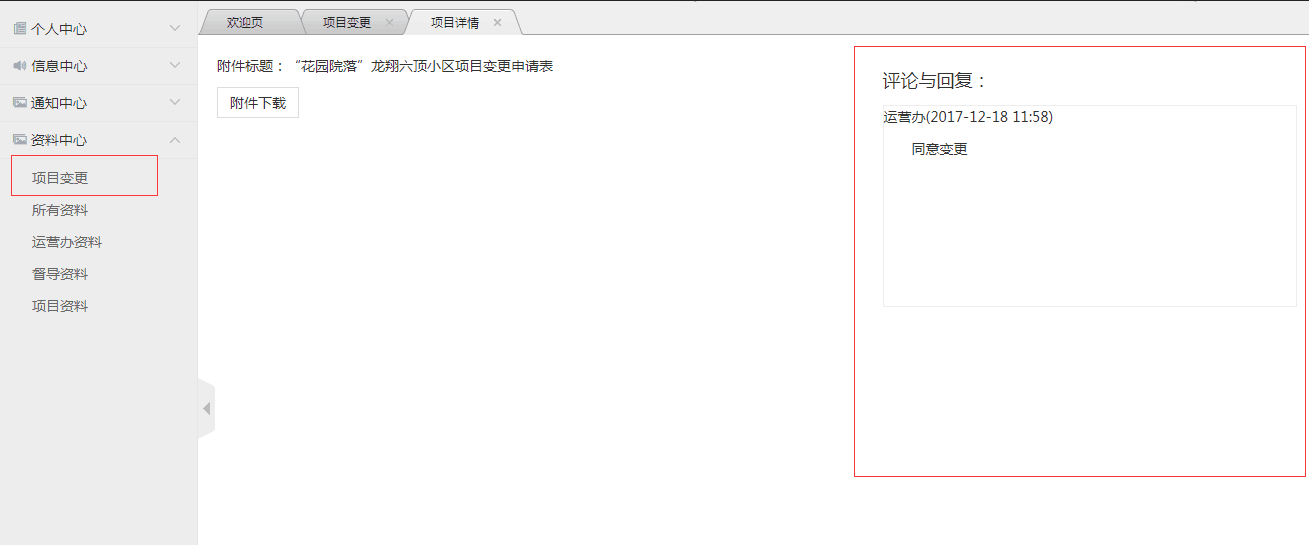 个人中心
信息中心
通知中心
资料中心
项目变更
所有资料
运营办资料
督导资料
项目资料
欢迎页
项目变更
项目详情
附件标题：“花园院落”龙翔六顶小区项目变更申请表
附件下载
评论与回复：
运营办(2017-12-18 11:58)
同意变更